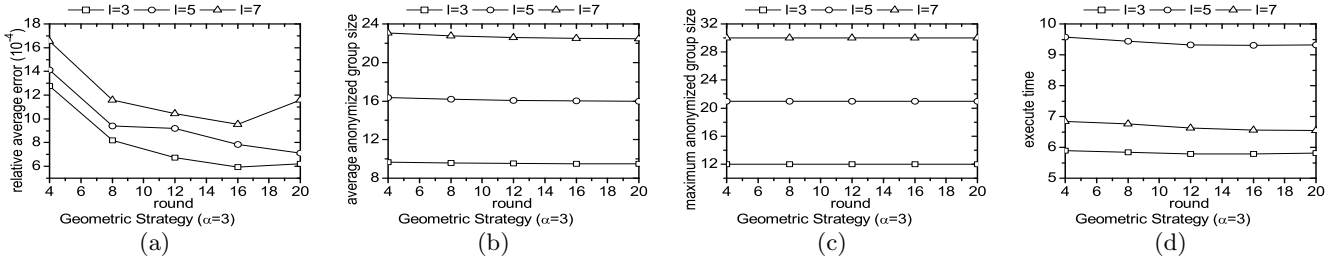 l=3 l=5 l=7
18
16
14
12
10
8
6
relative average error (10⁻⁴)
4 6 8 10 12 14 16 18 20
round
Geometric Strategy (α=3)
(a)
l=3 l=5 l=7
24
20
16
12
8
average anonymized group size
4 6 8 10 12 14 16 18 20
round
Geometric Strategy (α=3)
(b)
l=3 l=5 l=7
32
28
24
20
16
12
maximum anonymized group size
4 6 8 10 12 14 16 18 20
round
Geometric Strategy (α=3)
(c)
l=3 l=5 l=7
10
9
8
7
6
5
execute time
4 6 8 10 12 14 16 18 20
round
Geometric Strategy (α=3)
(d)